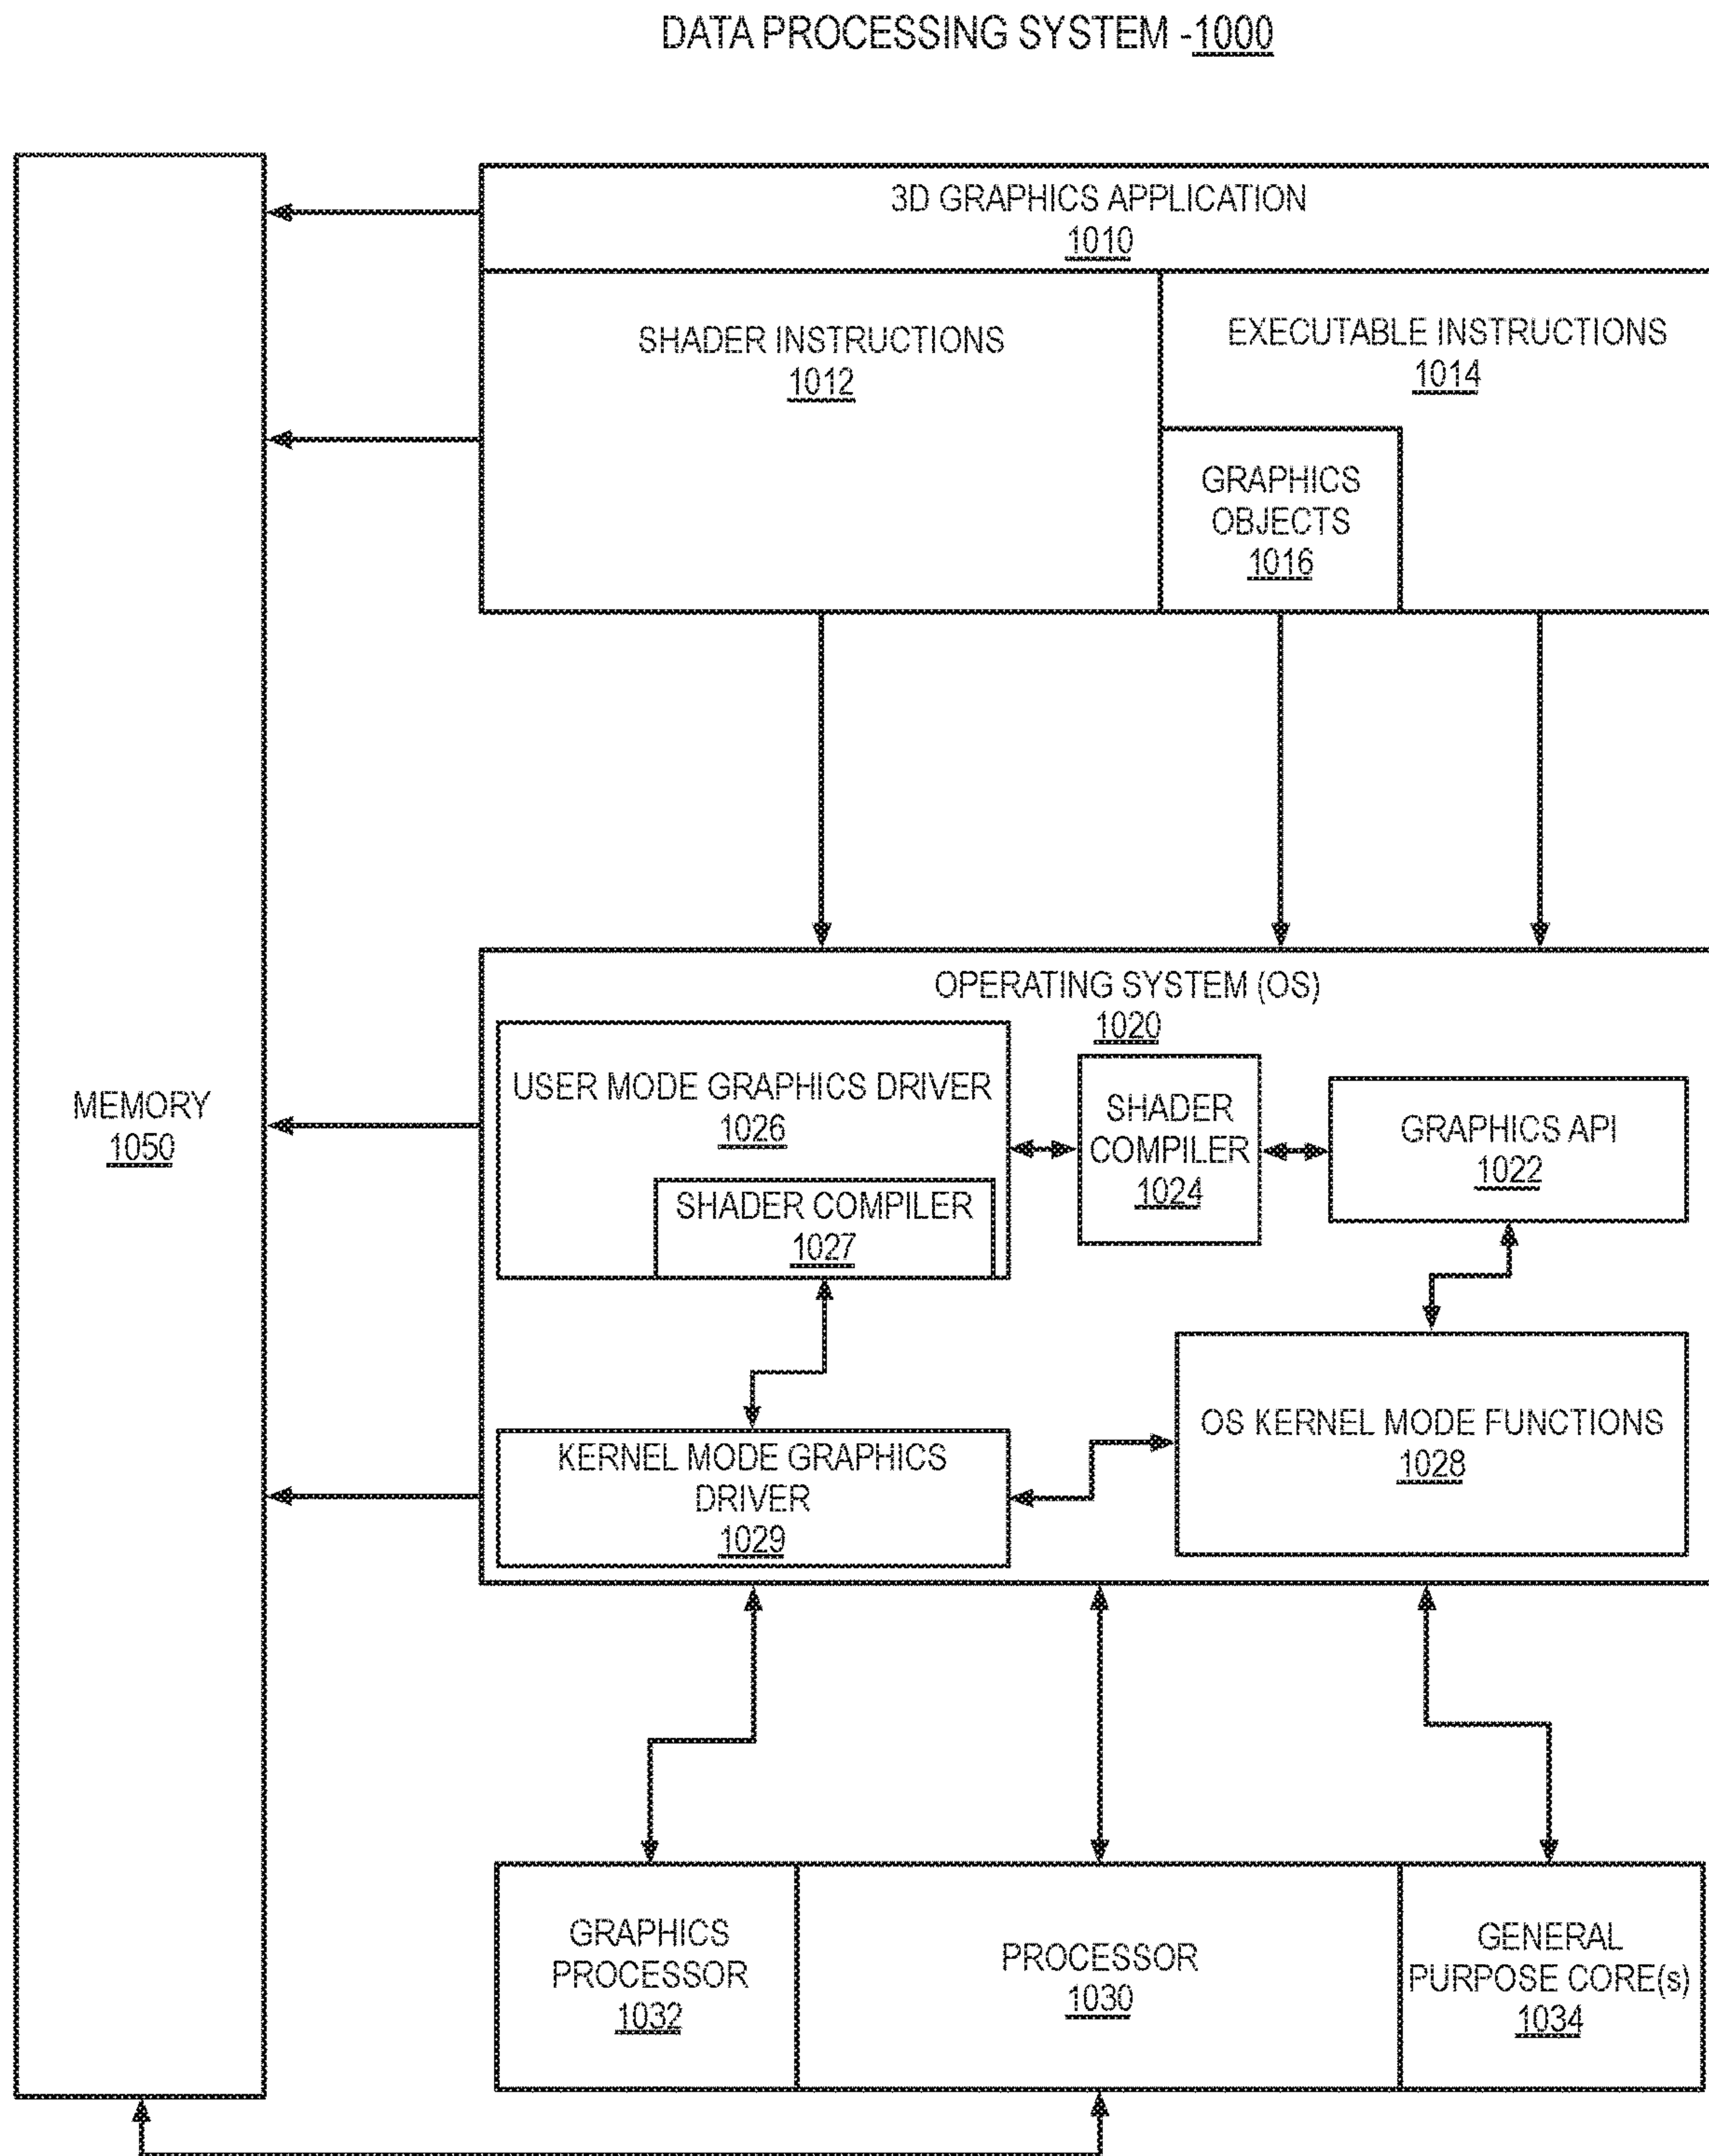 DATA PROCESSING SYSTEM -1000
3D GRAPHICS APPLICATION
1010
SHADER INSTRUCTIONS
1012
EXECUTABLE INSTRUCTIONS
1014
GRAPHICS
OBJECTS
1016
MEMORY
1050
OPERATING SYSTEM (OS)
1020
USER MODE GRAPHICS DRIVER
1026
SHADER COMPILER
1027
SHADER
COMPILER
1024
GRAPHICS API
1022
KERNEL MODE GRAPHICS
DRIVER
1029
OS KERNEL MODE FUNCTIONS
1028
GRAPHICS
PROCESSOR
1032
PROCESSOR
1030
GENERAL
PURPOSE CORE(s)
1034